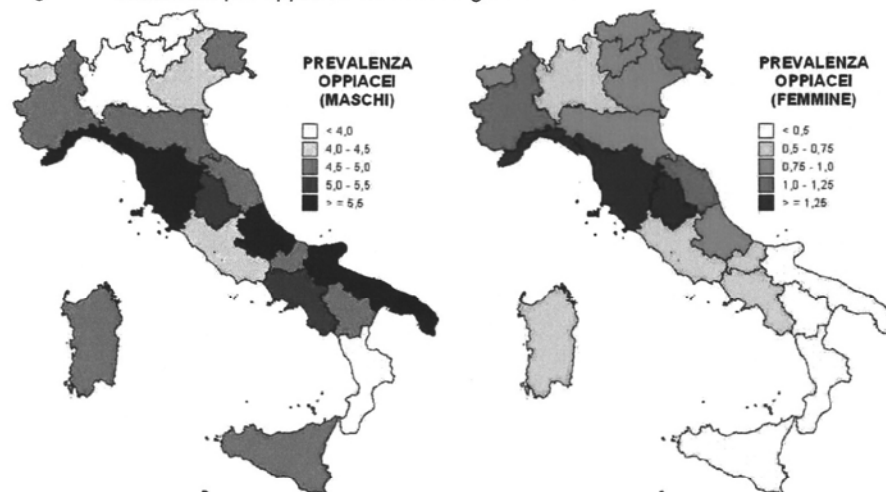 PREVALENZA
OPPIACEI
(MASCHI)
< 4,0
4,0 - 4,5
4,5 - 5,0
5,0 - 5,5
> = 5,5
PREVALENZA
OPPIACEI
(FEMMINE)
< 0,5
0,5 - 0,75
0,75 - 1,0
1,0 - 1,25
> = 1,25